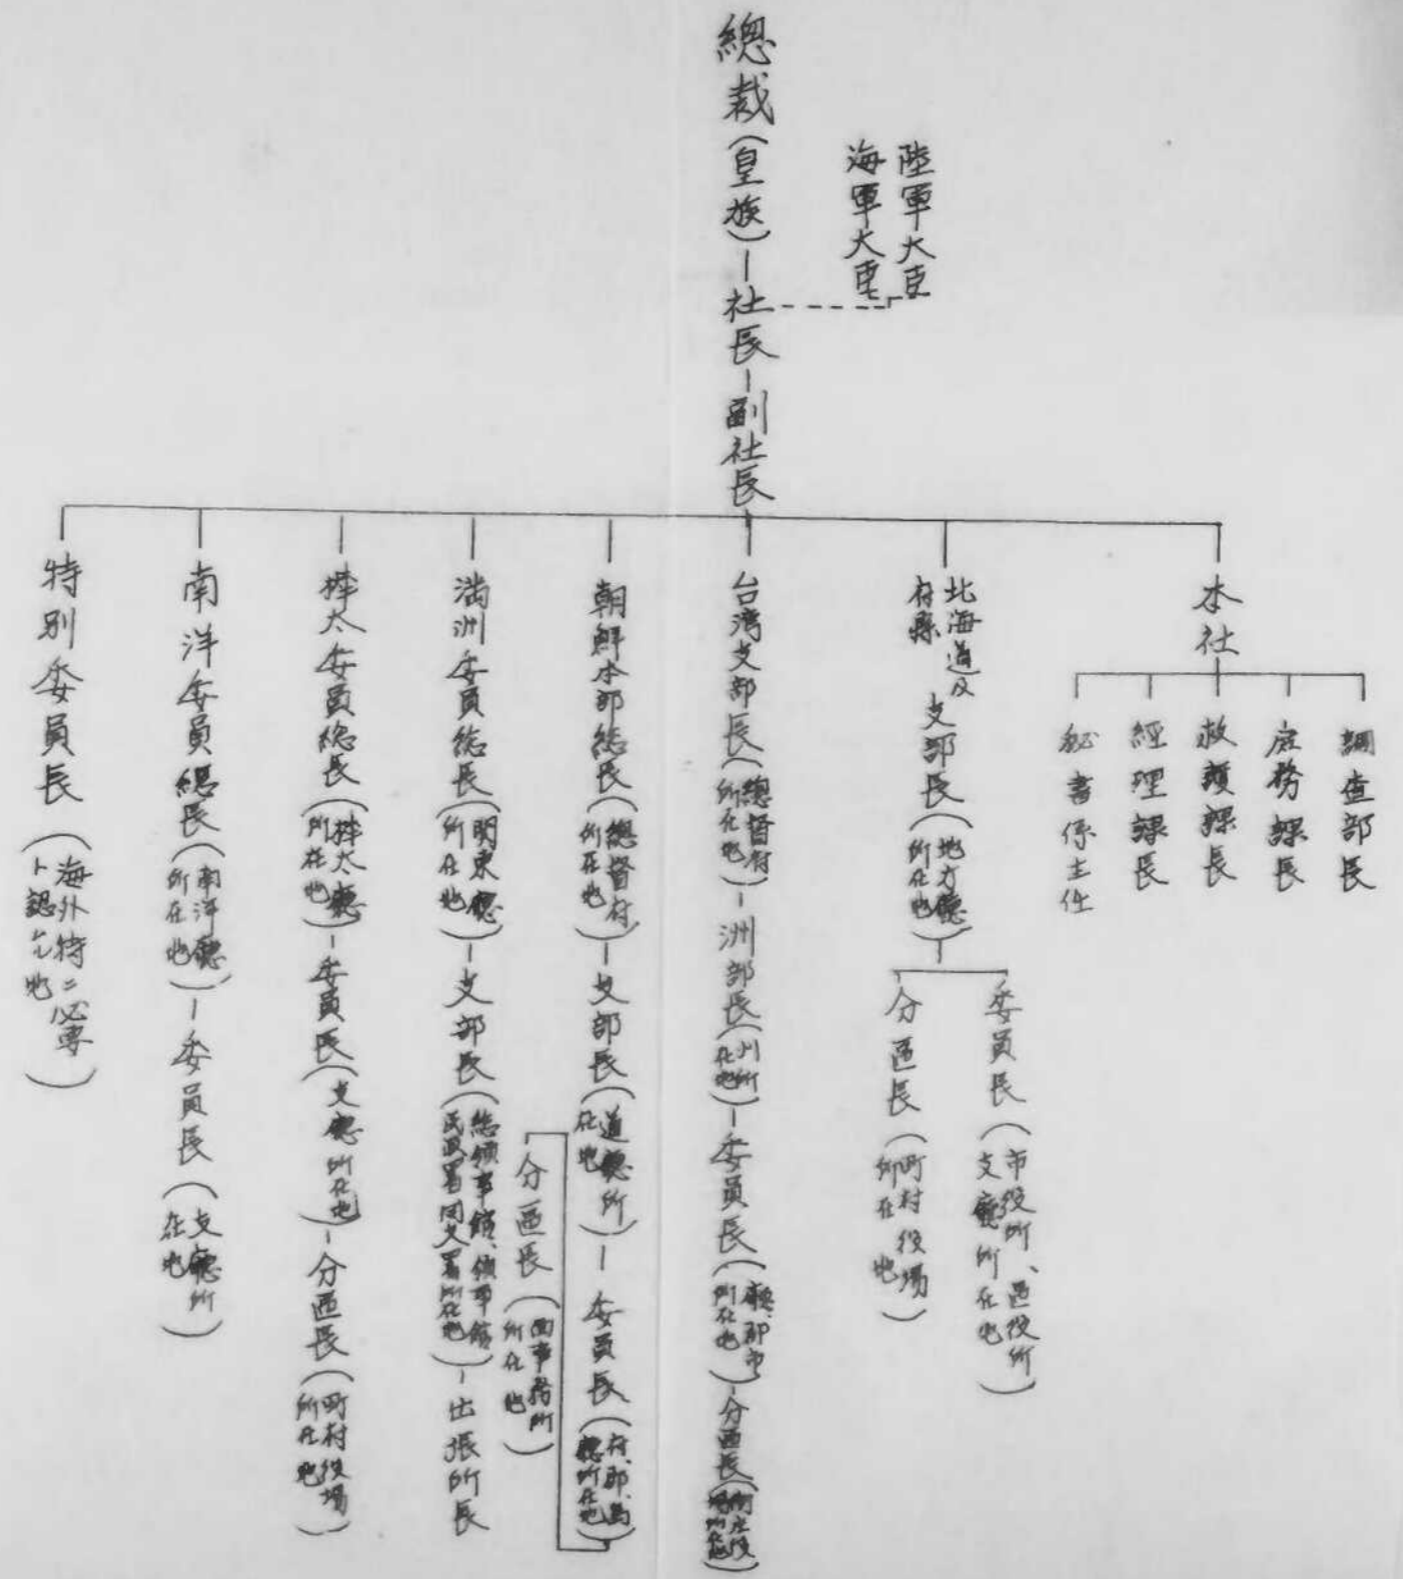 總裁(皇族)
社長
副社長
陸軍大臣
海軍大臣
本社
調査部長
庶務課長
救護課長
經理課長
秘書係主任
北海道及
府縣
支部長(地方廳
所在地)
委員長(市役所、區役所
支廳所在地)
分區長(町村役場
所在地)
台湾支部長(總督府
所在地)
洲部長(州所
在地)
委員長(廳、郡市
所在地)
分區長(街庄役
場所在地)
朝鮮本部総長(總督府
所在地)
支部長(道廳所
在地)
委員長(府、郡、島
廳所在地)
分區長(面事務所
所在地)
満洲委員総長(関東廳
所在地)
支部長(総領事館、領事館
民政署同支署所在地)
出張所長
樺太委員総長(樺太廳
所在地)
委員長(支廳所在地)
分區長(町村役場
所在地)
南洋委員總長(南洋廳
所在地)
委員長(支廳所
在地)
特別委員長(海外特ニ必要
ト認ムル地)